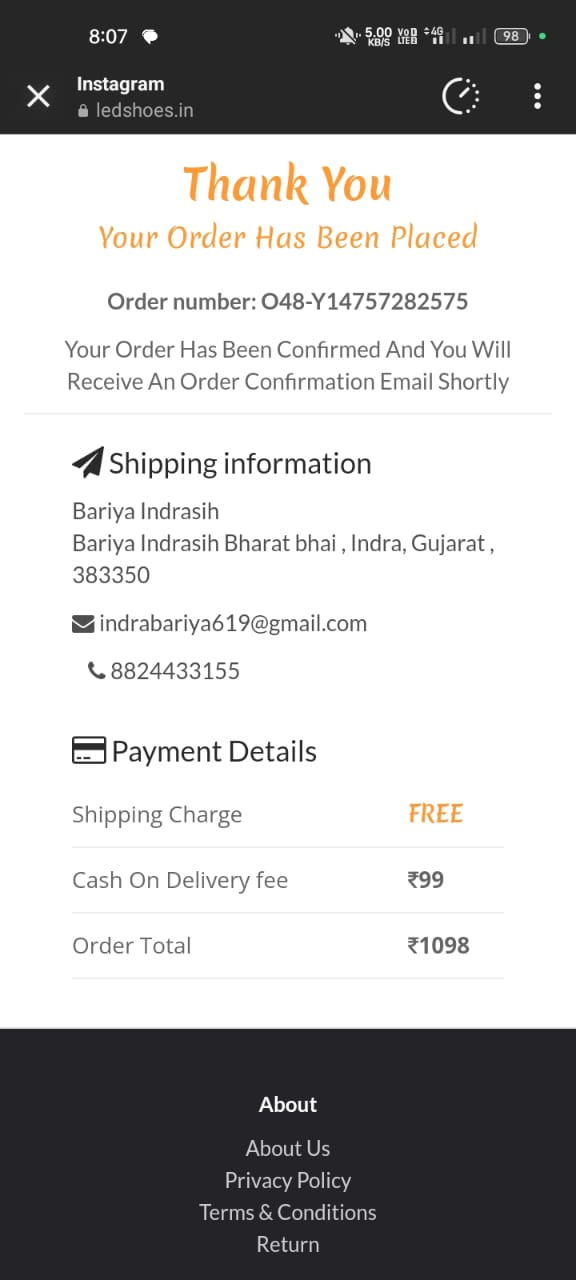 8:07 5.00 KB/S VoD LTED 4G 98
Instagram
ledshoes.in
Thank You
Your Order Has Been Placed
Order number: O48-Y14757282575
Your Order Has Been Confirmed And You Will
Receive An Order Confirmation Email Shortly
Shipping information
Bariya Indrasih
Bariya Indrasih Bharat bhai , Indra, Gujarat ,
383350
indrabariya619@gmail.com
8824433155
Payment Details
Shipping Charge FREE
Cash On Delivery fee ₹99
Order Total ₹1098
About
About Us
Privacy Policy
Terms & Conditions
Return